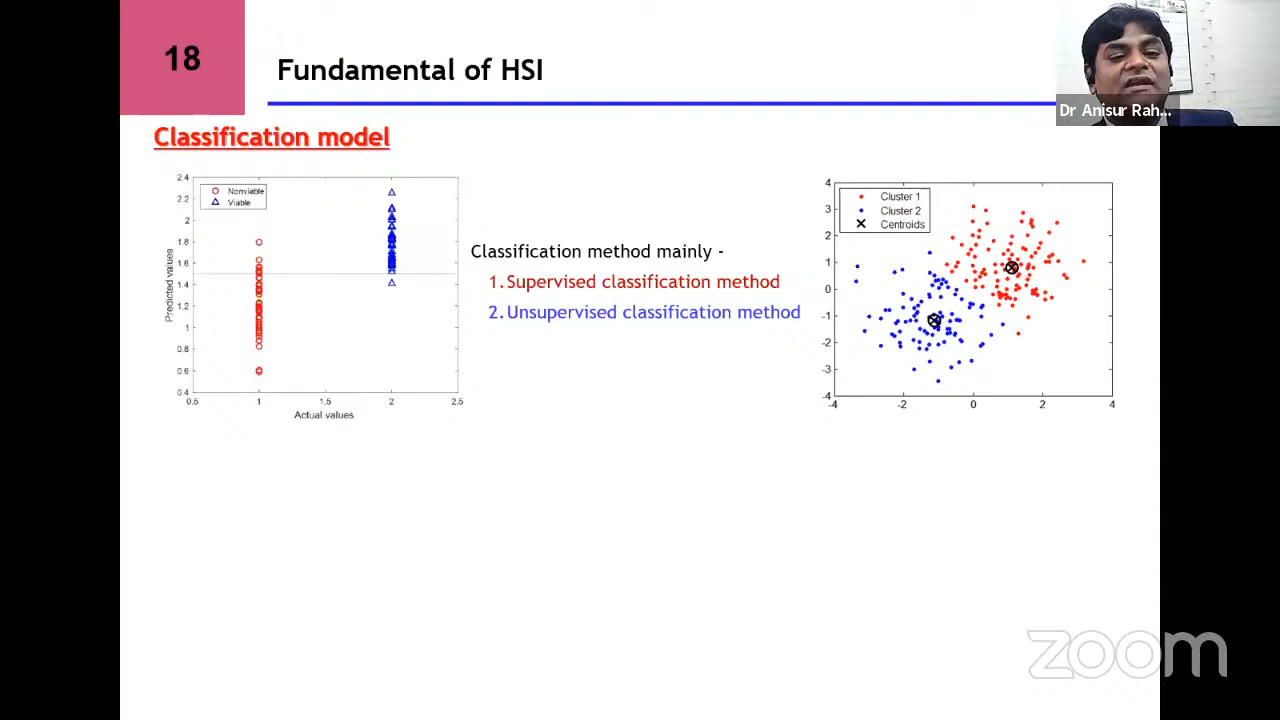 18
Fundamental of HSI
Dr Anisur Rah...
Classification model
Nonviable
Viable
2.4
2.2
2
1.8
1.6
1.4
1.2
1
0.8
0.6
0.4
0.5
1
1.5
2
2.5
Predicted values
Actual values
Classification method mainly -
1.Supervised classification method
2.Unsupervised classification method
Cluster 1
Cluster 2
Centroids
4
3
2
1
0
-1
-2
-3
-4
-4
-2
0
2
4
zoom